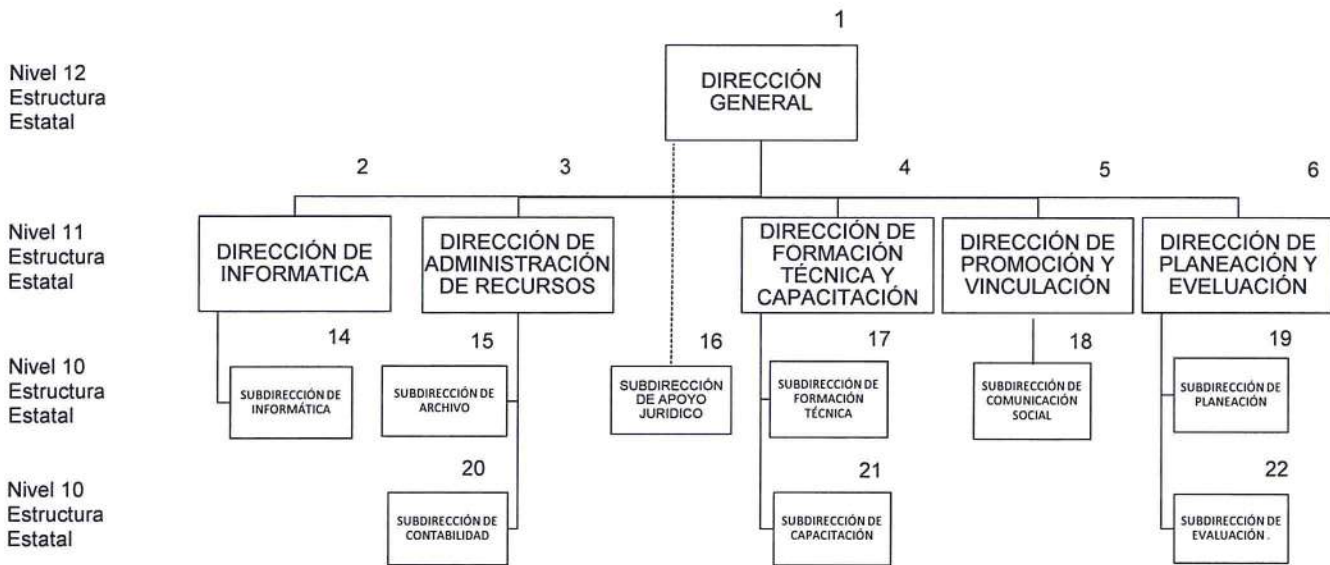 1
Nivel 12
Estructura
Estatal
DIRECCIÓN
GENERAL
2
3
4
5
6
Nivel 11
Estructura
Estatal
DIRECCIÓN DE
INFORMATICA
DIRECCIÓN DE
ADMINISTRACIÓN
DE RECURSOS
DIRECCIÓN DE
FORMACIÓN
TÉCNICA Y
CAPACITACIÓN
DIRECCIÓN DE
PROMOCIÓN Y
VINCULACIÓN
DIRECCIÓN DE
PLANEACIÓN Y
EVELUACIÓN
14
15
16
17
18
19
Nivel 10
Estructura
Estatal
SUBDIRECCIÓN DE
INFORMÁTICA
SUBDIRECCIÓN DE
ARCHIVO
SUBDIRECCIÓN
DE APOYO
JURIDICO
SUBDIRECCIÓN DE
FORMACIÓN
TÉCNICA
SUBDIRECCIÓN DE
COMUNICACIÓN
SOCIAL
SUBDIRECCIÓN DE
PLANEACIÓN
20
21
22
Nivel 10
Estructura
Estatal
SUBDIRECCIÓN DE
CONTABILIDAD
SUBDIRECCIÓN DE
CAPACITACIÓN
SUBDIRECCIÓN DE
EVALUACIÓN .